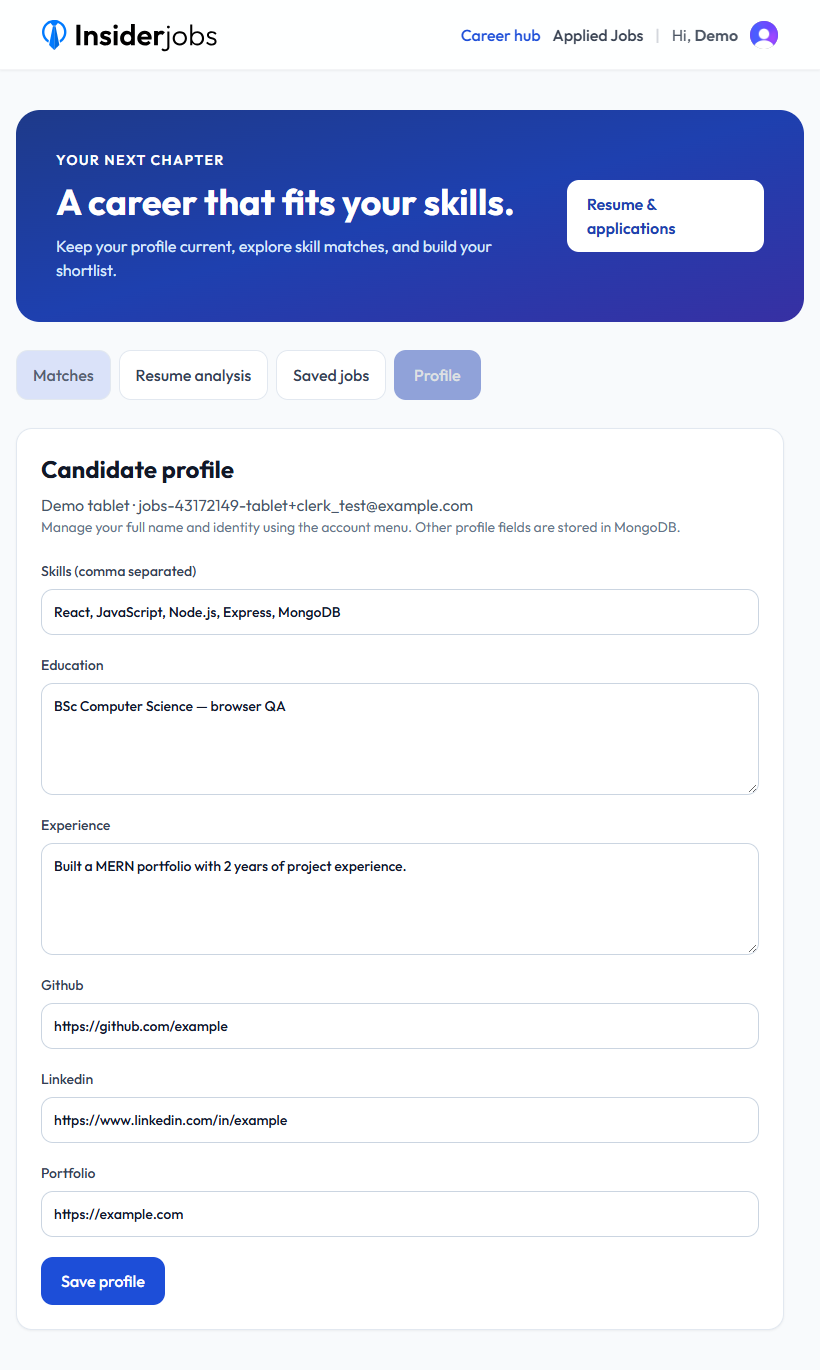 Insiderjobs
Career hub Applied Jobs | Hi, Demo
YOUR NEXT CHAPTER
A career that fits your skills.
Keep your profile current, explore skill matches, and build your
shortlist.
Resume &
applications
Matches Resume analysis Saved jobs Profile
Candidate profile
Demo tablet · jobs-43172149-tablet+clerk_test@example.com
Manage your full name and identity using the account menu. Other profile fields are stored in MongoDB.
Skills (comma separated)
React, JavaScript, Node.js, Express, MongoDB
Education
BSc Computer Science — browser QA
Experience
Built a MERN portfolio with 2 years of project experience.
Github
https://github.com/example
Linkedin
https://www.linkedin.com/in/example
Portfolio
https://example.com
Save profile